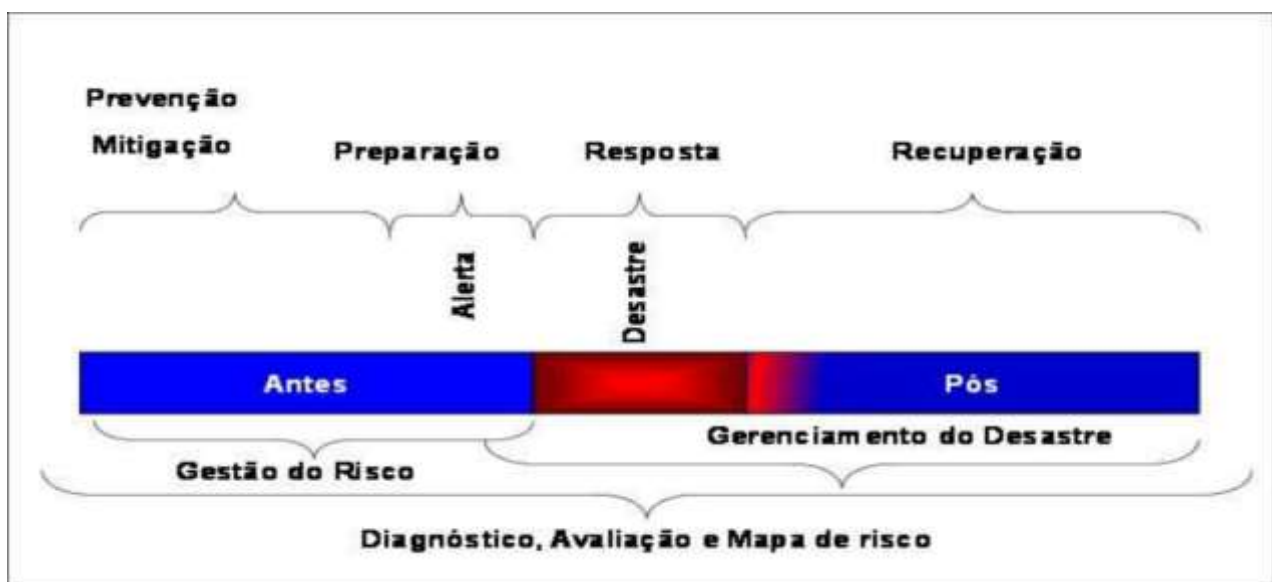 Prevenção
Mitigação
Preparação
Resposta
Recuperação
Alerta
Desastre
Antes
Pós
Gerenciamento do Desastre
Gestão do Risco
Diagnóstico, Avaliação e Mapa de risco